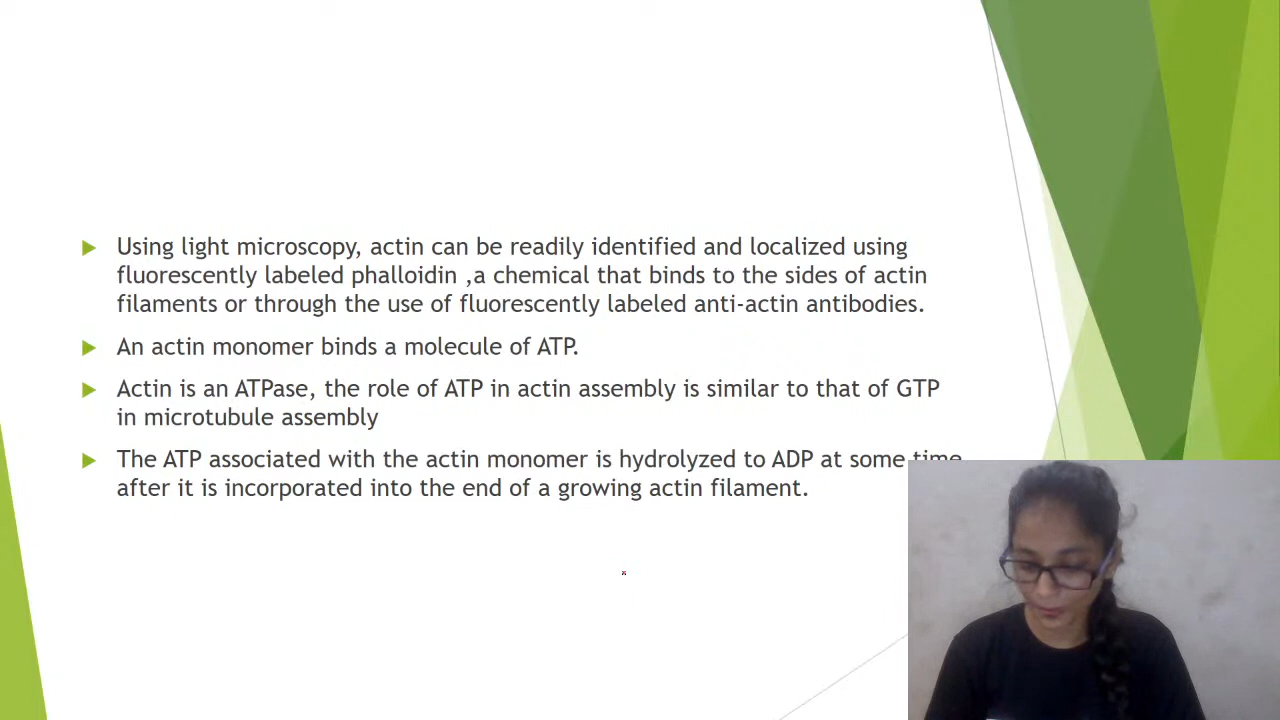 Using light microscopy, actin can be readily identified and localized using
fluorescently labeled phalloidin ,a chemical that binds to the sides of actin
filaments or through the use of fluorescently labeled anti-actin antibodies.
An actin monomer binds a molecule of ATP.
Actin is an ATPase, the role of ATP in actin assembly is similar to that of GTP
in microtubule assembly
The ATP associated with the actin monomer is hydrolyzed to ADP at some time
after it is incorporated into the end of a growing actin filament.